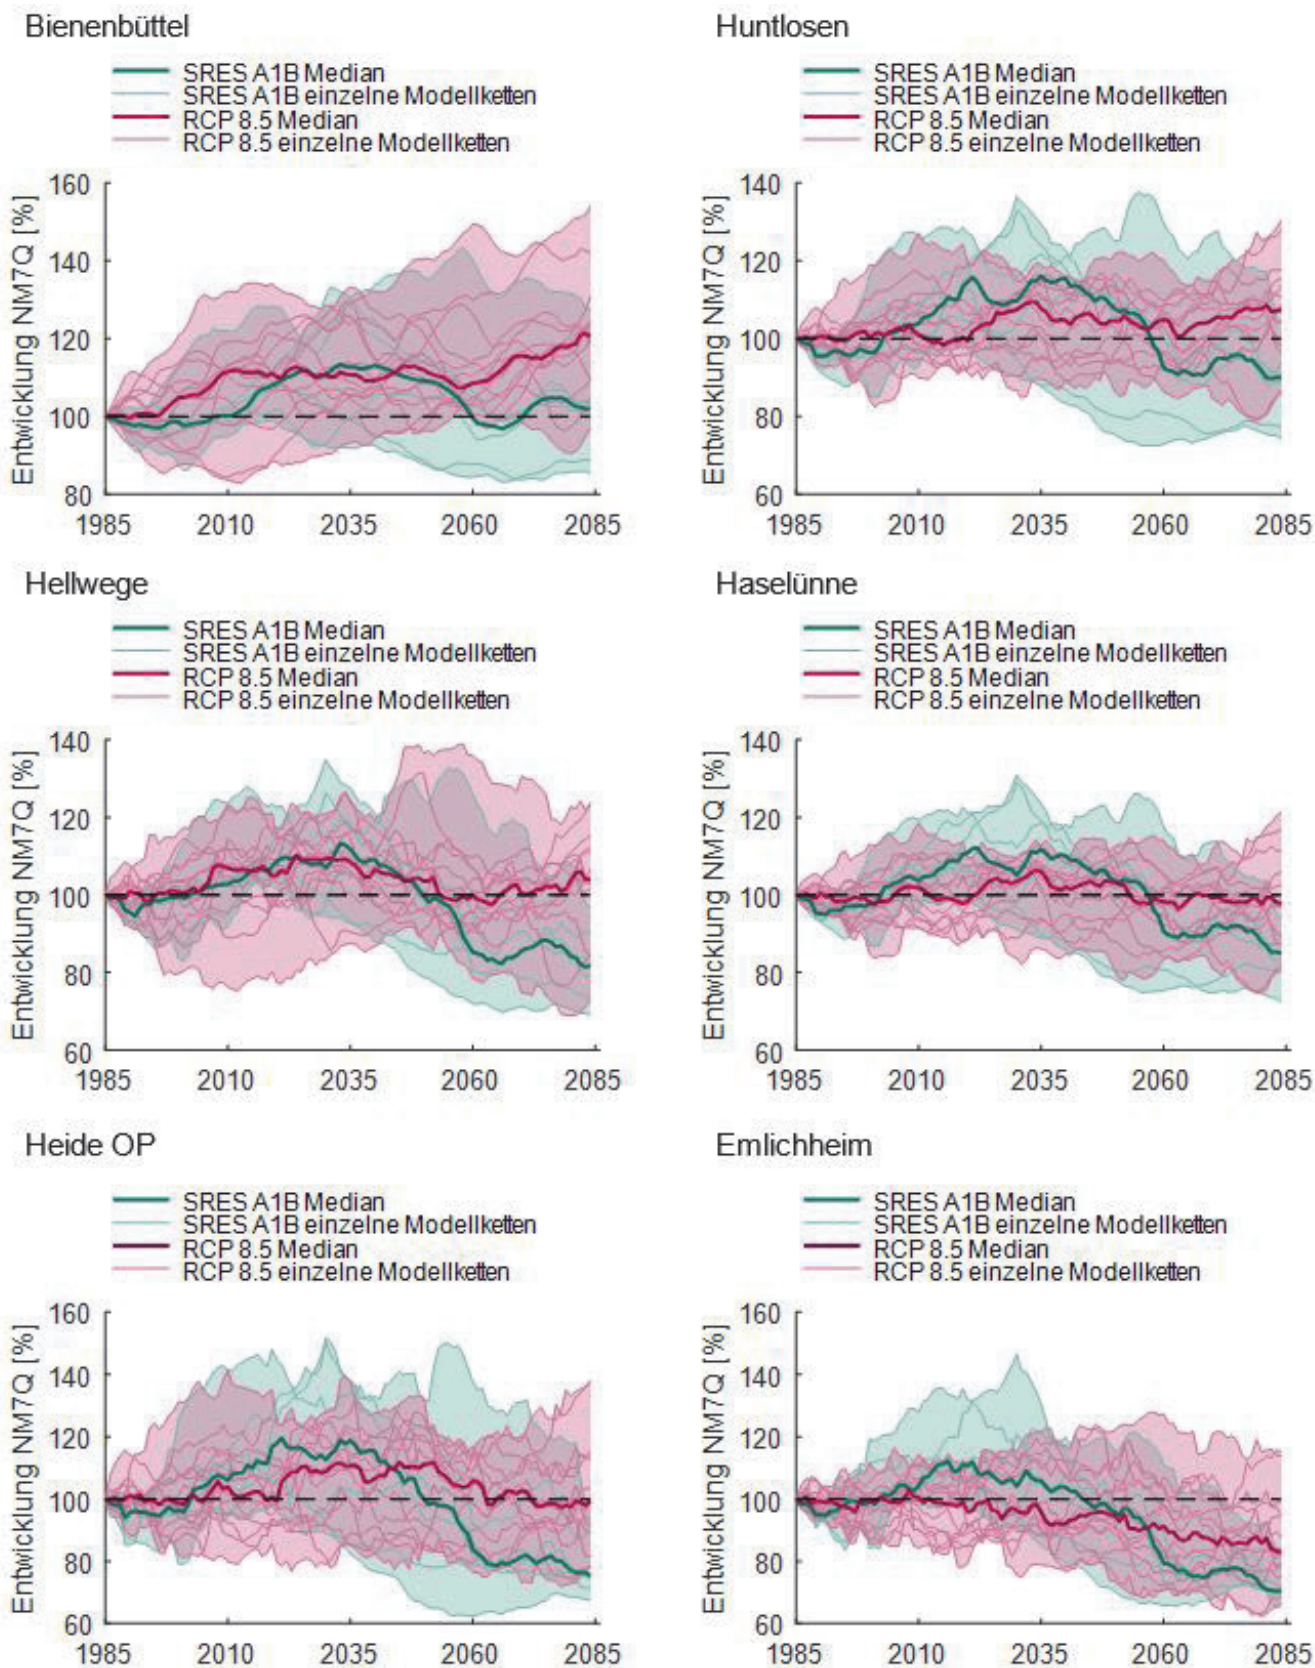 Bienenbüttel
SRES A1B Median
SRES A1B einzelne Modellketten
RCP 8.5 Median
RCP 8.5 einzelne Modellketten
Entwicklung NM7Q [%]
160
140
120
100
80
1985 2010 2035 2060 2085
Huntlosen
SRES A1B Median
SRES A1B einzelne Modellketten
RCP 8.5 Median
RCP 8.5 einzelne Modellketten
Entwicklung NM7Q [%]
140
120
100
80
60
1985 2010 2035 2060 2085
Hellwege
SRES A1B Median
SRES A1B einzelne Modellketten
RCP 8.5 Median
RCP 8.5 einzelne Modellketten
Entwicklung NM7Q [%]
140
120
100
80
60
1985 2010 2035 2060 2085
Haselünne
SRES A1B Median
SRES A1B einzelne Modellketten
RCP 8.5 Median
RCP 8.5 einzelne Modellketten
Entwicklung NM7Q [%]
140
120
100
80
60
1985 2010 2035 2060 2085
Heide OP
SRES A1B Median
SRES A1B einzelne Modellketten
RCP 8.5 Median
RCP 8.5 einzelne Modellketten
Entwicklung NM7Q [%]
160
140
120
100
80
60
1985 2010 2035 2060 2085
Emlichheim
SRES A1B Median
SRES A1B einzelne Modellketten
RCP 8.5 Median
RCP 8.5 einzelne Modellketten
Entwicklung NM7Q [%]
160
140
120
100
80
60
1985 2010 2035 2060 2085